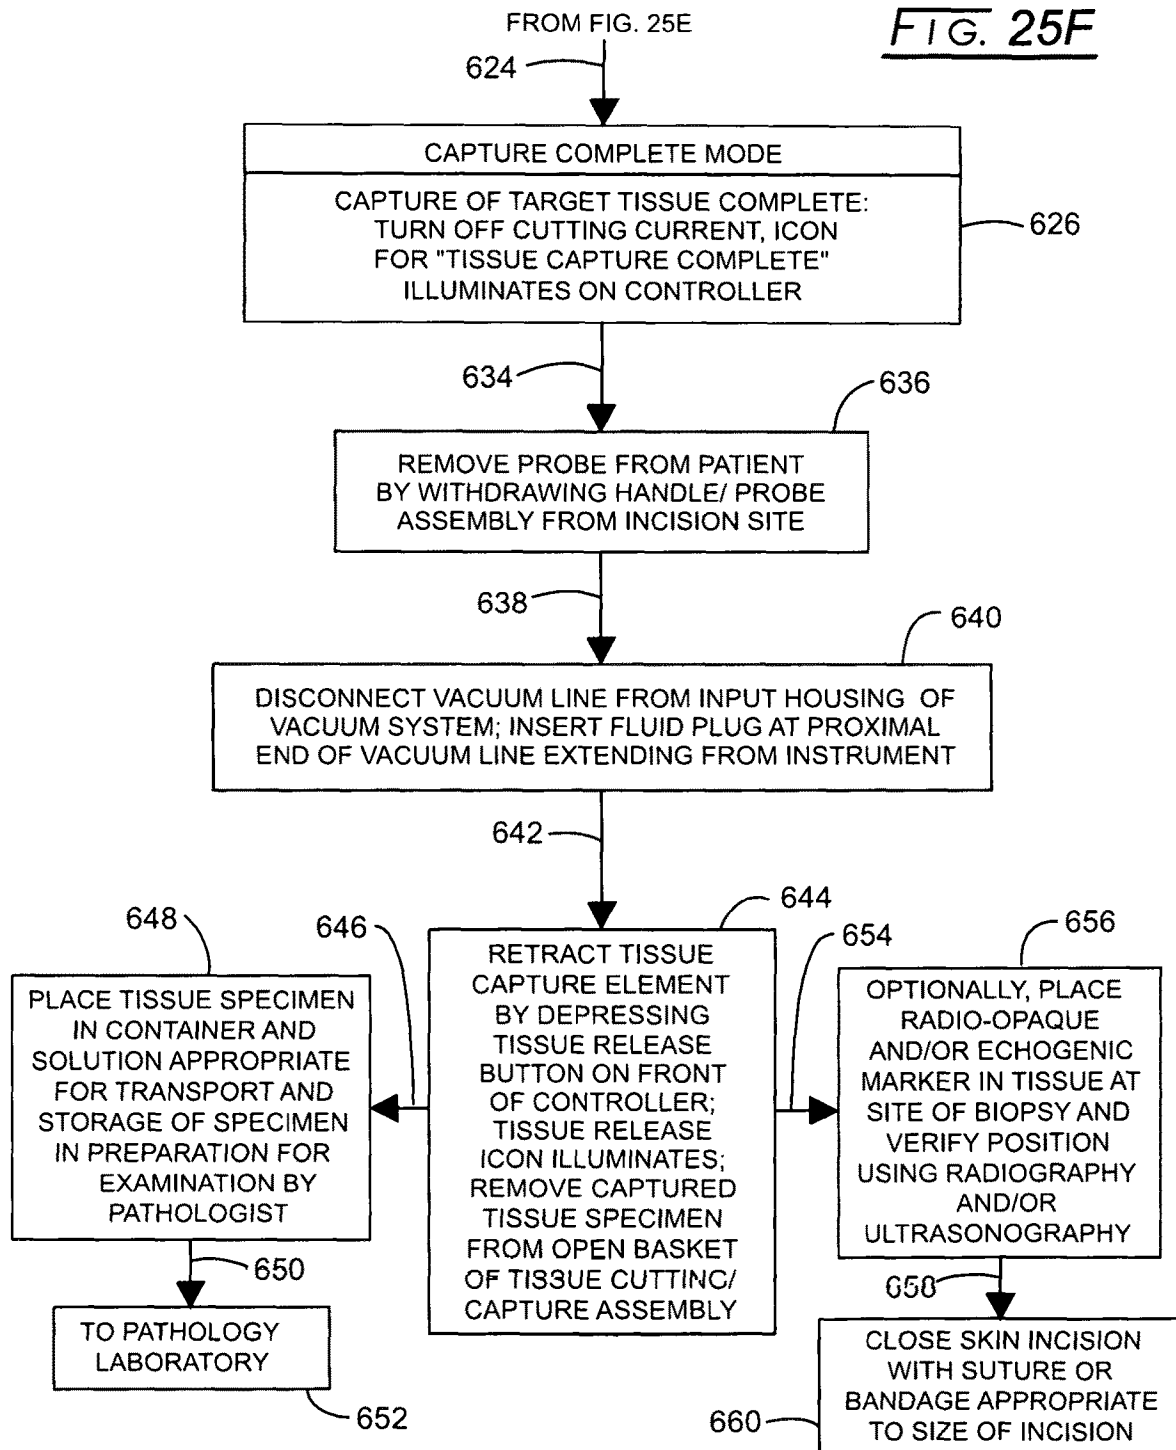 FROM FIG. 25E
FIG. 25F
624
CAPTURE COMPLETE MODE
CAPTURE OF TARGET TISSUE COMPLETE:
TURN OFF CUTTING CURRENT, ICON
FOR "TISSUE CAPTURE COMPLETE"
ILLUMINATES ON CONTROLLER
626
634
636
REMOVE PROBE FROM PATIENT
BY WITHDRAWING HANDLE/ PROBE
ASSEMBLY FROM INCISION SITE
638
640
DISCONNECT VACUUM LINE FROM INPUT HOUSING OF
VACUUM SYSTEM; INSERT FLUID PLUG AT PROXIMAL
END OF VACUUM LINE EXTENDING FROM INSTRUMENT
642
644
RETRACT TISSUE
CAPTURE ELEMENT
BY DEPRESSING
TISSUE RELEASE
BUTTON ON FRONT
OF CONTROLLER;
TISSUE RELEASE
ICON ILLUMINATES;
REMOVE CAPTURED
TISSUE SPECIMEN
FROM OPEN BASKET
OF TISSUE CUTTING/
CAPTURE ASSEMBLY
646
648
PLACE TISSUE SPECIMEN
IN CONTAINER AND
SOLUTION APPROPRIATE
FOR TRANSPORT AND
STORAGE OF SPECIMEN
IN PREPARATION FOR
EXAMINATION BY
PATHOLOGIST
650
TO PATHOLOGY
LABORATORY
652
654
656
OPTIONALLY, PLACE
RADIO-OPAQUE
AND/OR ECHOGENIC
MARKER IN TISSUE AT
SITE OF BIOPSY AND
VERIFY POSITION
USING RADIOGRAPHY
AND/OR
ULTRASONOGRAPHY
658
CLOSE SKIN INCISION
WITH SUTURE OR
BANDAGE APPROPRIATE
TO SIZE OF INCISION
660